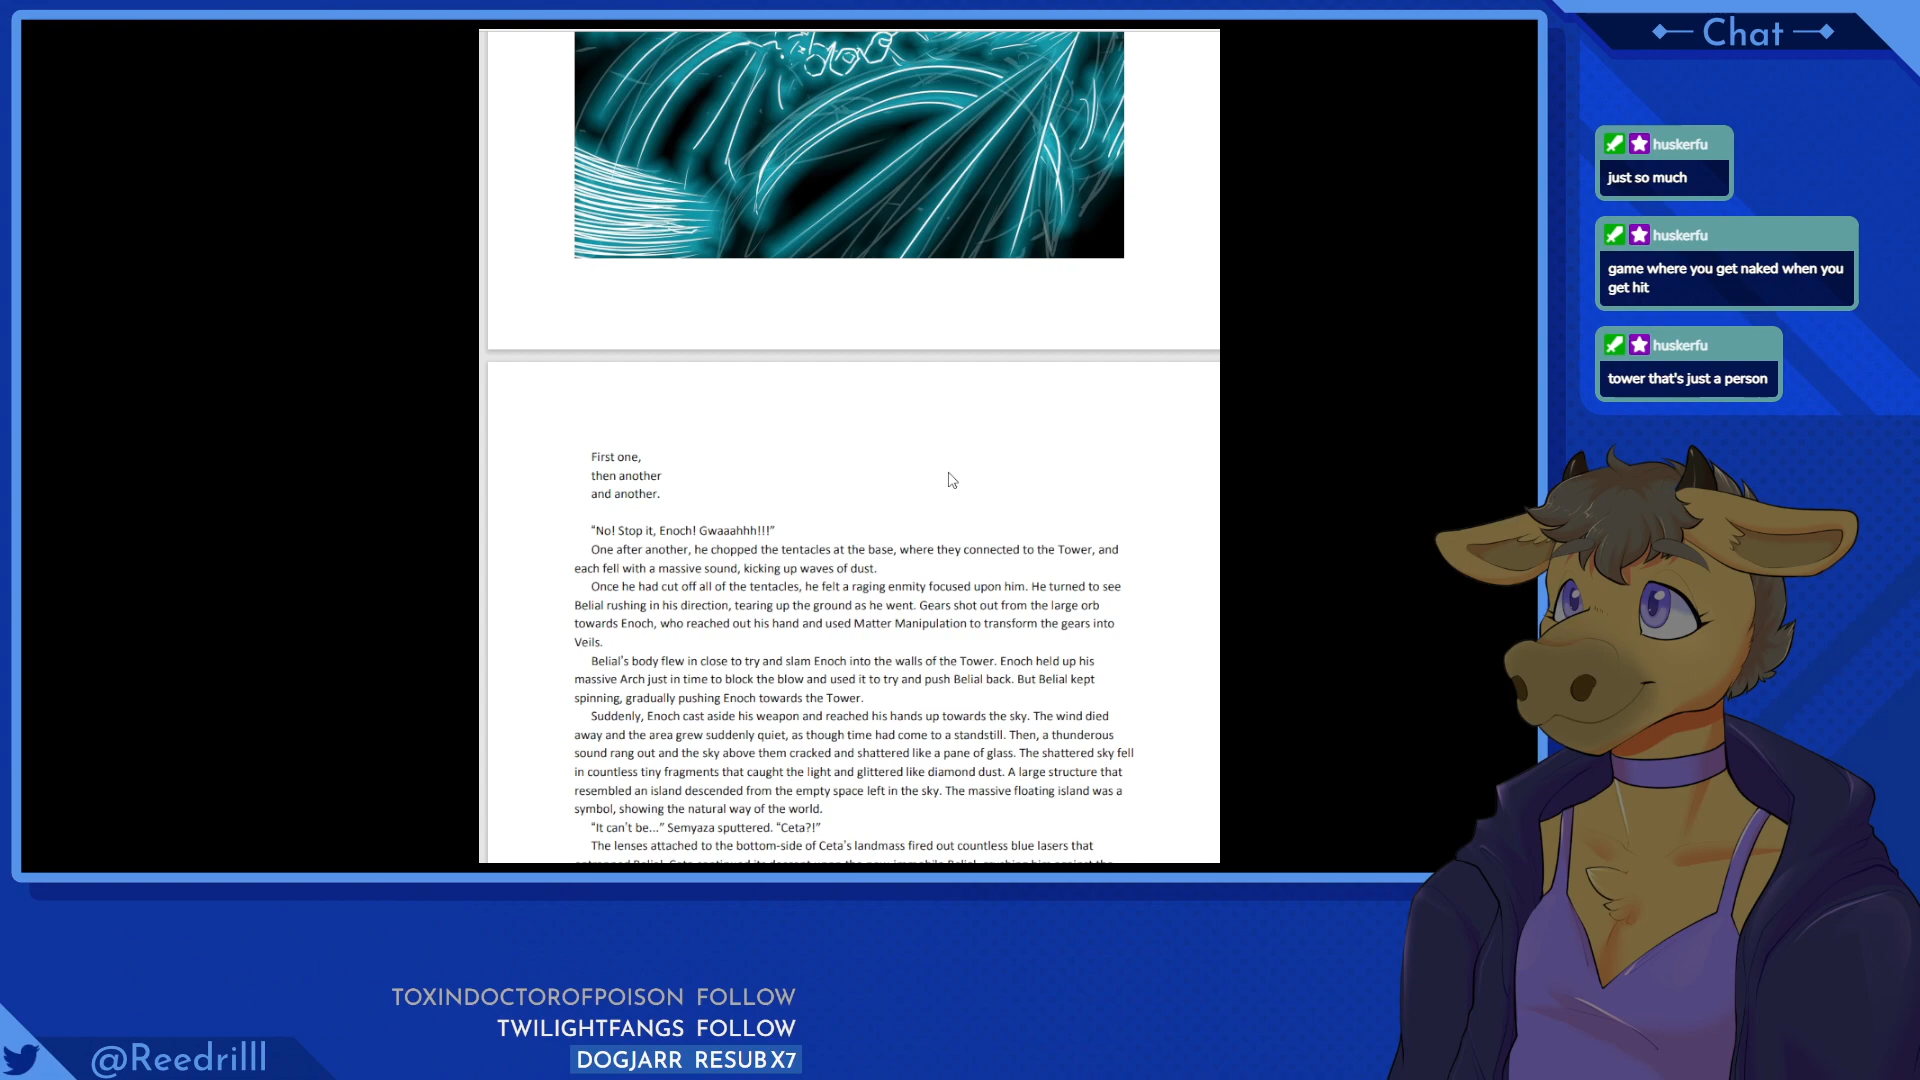 Chat
huskerfu
just so much
huskerfu
game where you get naked when you
get hit
huskerfu
tower that's just a person
First one,
then another
and another.
“No! Stop it, Enoch! Gwaaahhh!!!”
One after another, he chopped the tentacles at the base, where they connected to the Tower, and
each fell with a massive sound, kicking up waves of dust.
Once he had cut off all of the tentacles, he felt a raging enmity focused upon him. He turned to see
Belial rushing in his direction, tearing up the ground as he went. Gears shot out from the large orb
towards Enoch, who reached out his hand and used Matter Manipulation to transform the gears into
Veils.
Belial's body flew in close to try and slam Enoch into the walls of the Tower. Enoch held up his
massive Arch just in time to block the blow and used it to try and push Belial back. But Belial kept
spinning, gradually pushing Enoch towards the Tower.
Suddenly, Enoch cast aside his weapon and reached his hands up towards the sky. The wind died
away and the area grew suddenly quiet, as though time had come to a standstill. Then, a thunderous
sound rang out and the sky above them cracked and shattered like a pane of glass. The shattered sky fell
in countless tiny fragments that caught the light and glittered like diamond dust. A large structure that
resembled an island descended from the empty space left in the sky. The massive floating island was a
symbol, showing the natural way of the world.
“It can't be...” Semyaza sputtered. “Ceta?!”
The lenses attached to the bottom-side of Ceta's landmass fired out countless blue lasers that
TOXINDOCTOROFPOISON FOLLOW
TWILIGHTFANGS FOLLOW
DOGJARR RESUB X7
@Reedrilll